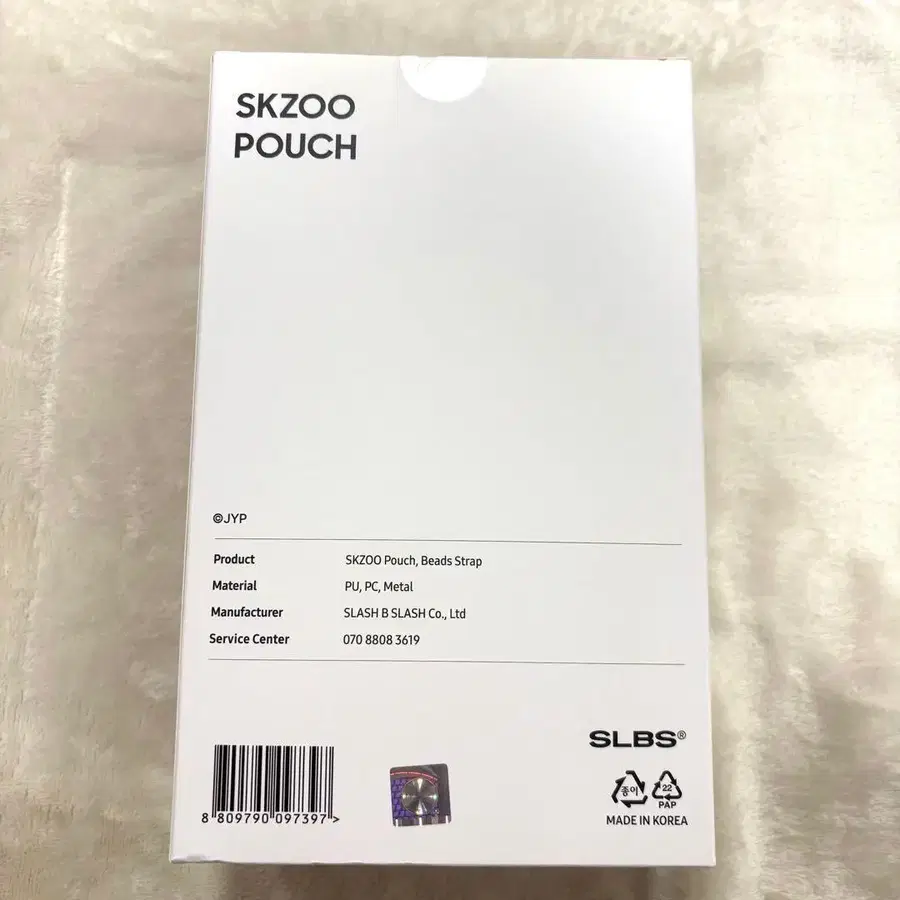 SKZOO
POUCH
©JYP
Product SKZOO Pouch, Beads Strap
Material PU, PC, Metal
Manufacturer SLASH B SLASH Co., Ltd
Service Center 070 8808 3619
SLBS®
종이 22
PAP
8 809790 097397 >
MADE IN KOREA